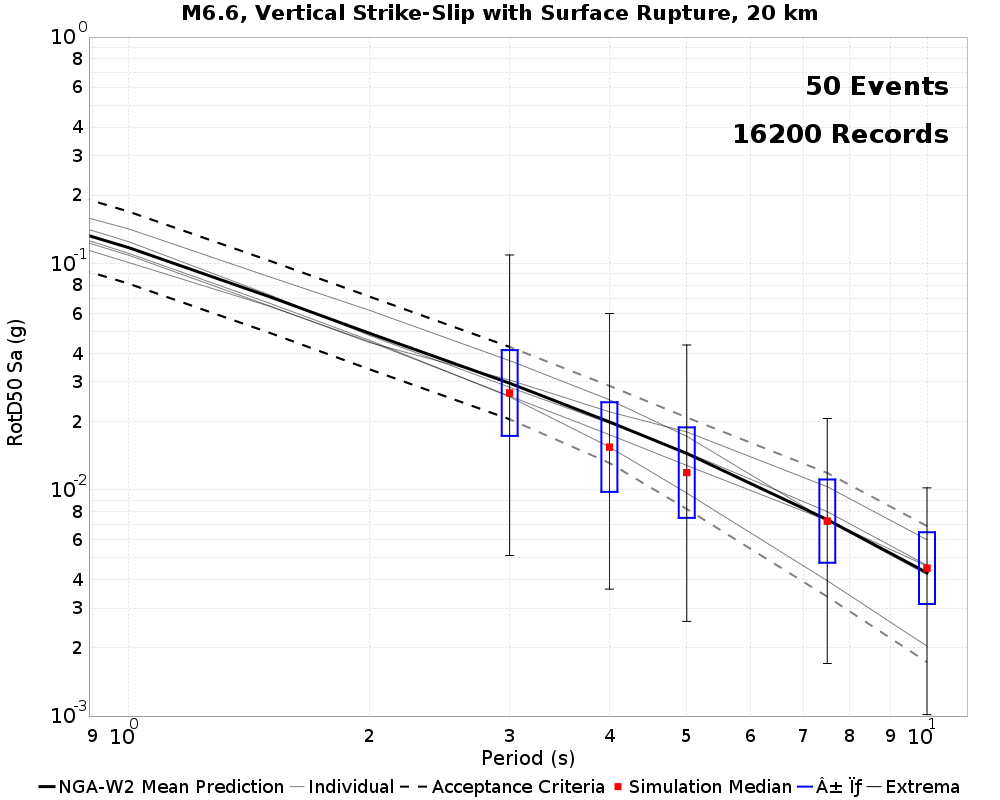 M6.6, Vertical Strike-Slip with Surface Rupture, 20 km
50 Events
16200 Records
RotD50 Sa (g)
10^0
8
6
4
3
2
10^-1
8
6
4
3
2
10^-2
8
6
4
3
2
10^-3
9 10^0 2 3 4 5 6 7 8 9 10^1
Period (s)
NGA-W2 Mean Prediction Individual Acceptance Criteria Simulation Median Â± Ïƒ Extrema